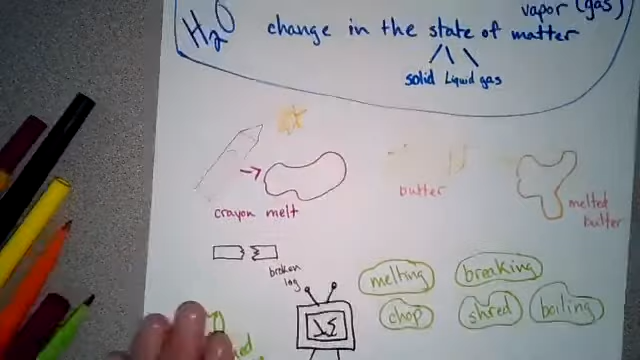 vapor (gas)
H₂O
change in the state of matter
solid Liquid gas
crayon melt
butter
melted
butter
broken
log
melting
breaking
chop
shred
boiling